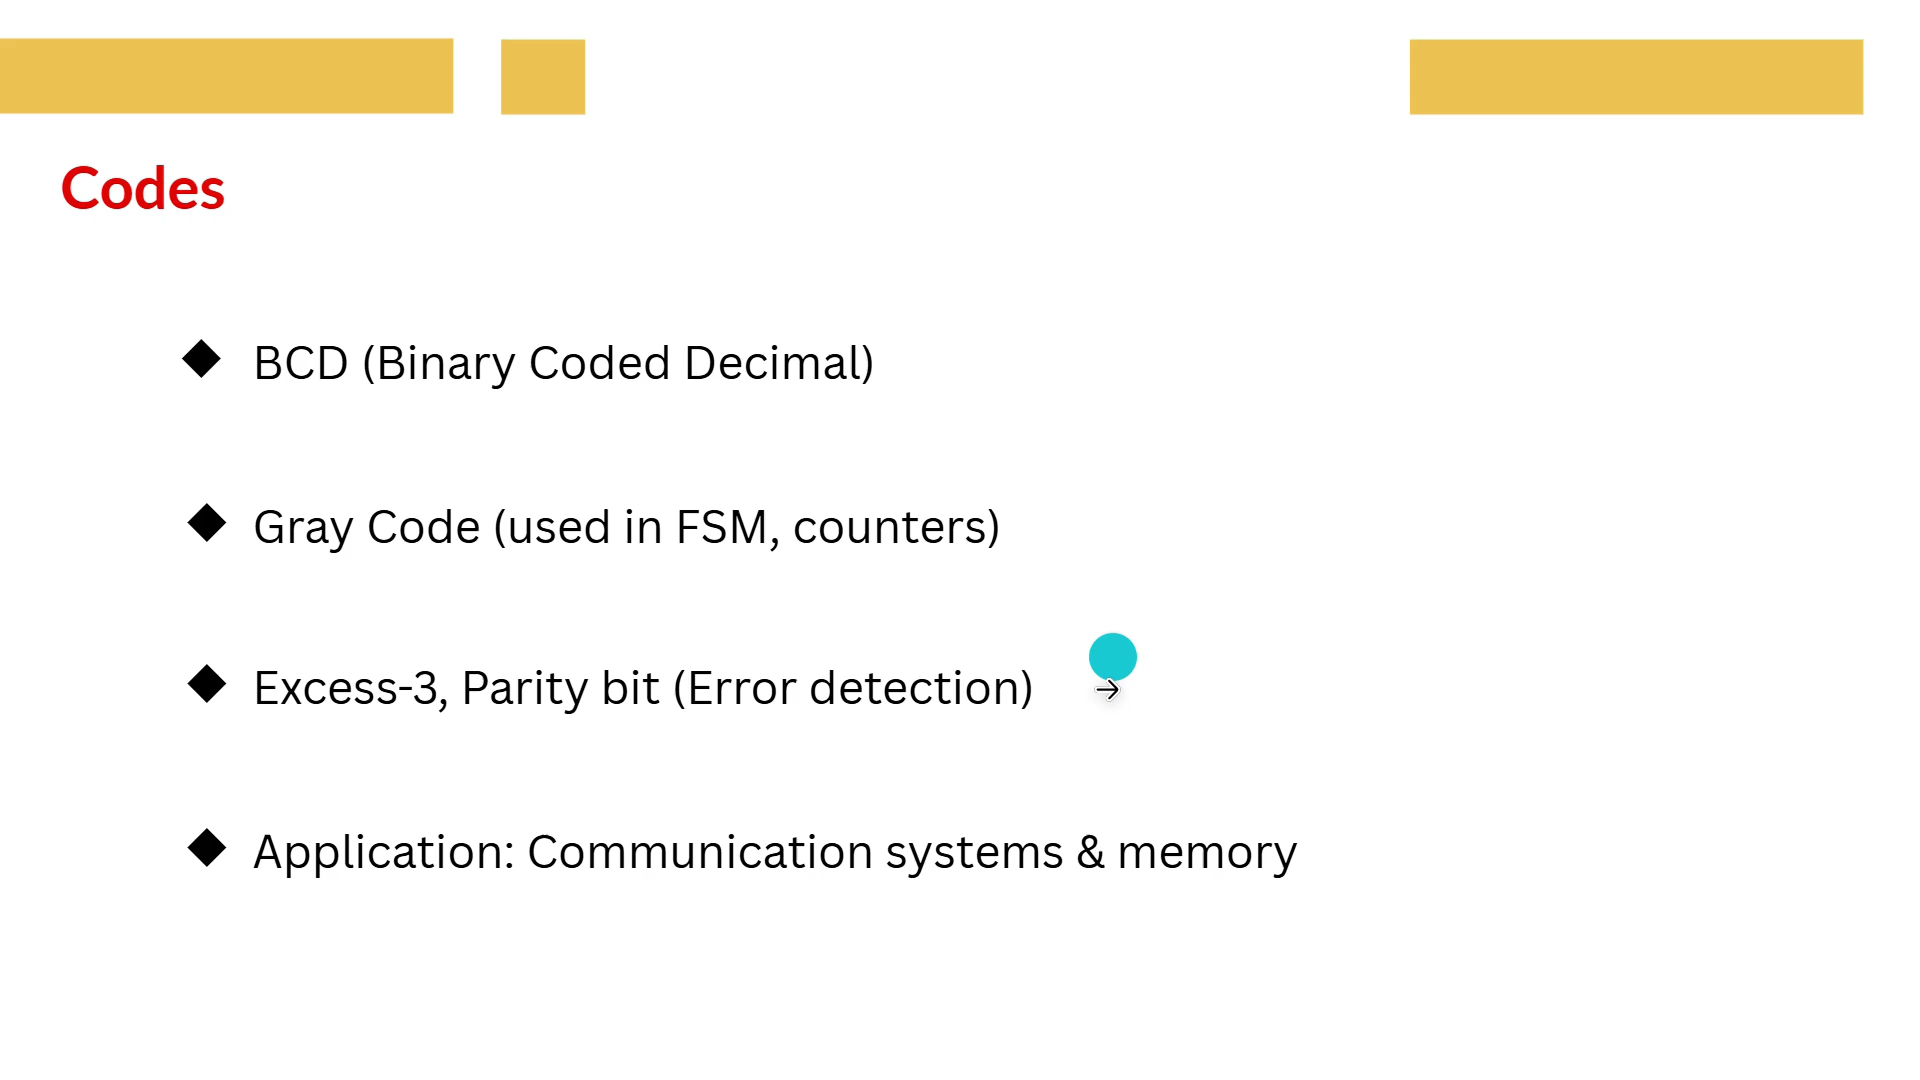 Codes
BCD (Binary Coded Decimal)
Gray Code (used in FSM, counters)
Excess-3, Parity bit (Error detection)
Application: Communication systems & memory